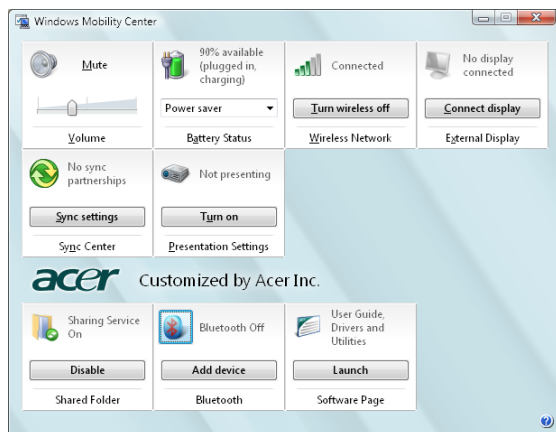 Windows Mobility Center
Mute
Volume
90% available
(plugged in,
charging)
Power saver
Battery Status
Connected
Turn wireless off
Wireless Network
No display
connected
Connect display
External Display
No sync
partnerships
Sync settings
Sync Center
Not presenting
Turn on
Presentation Settings
acer Customized by Acer Inc.
Sharing Service
On
Disable
Shared Folder
Bluetooth Off
Add device
Bluetooth
User Guide,
Drivers and
Utilities
Launch
Software Page